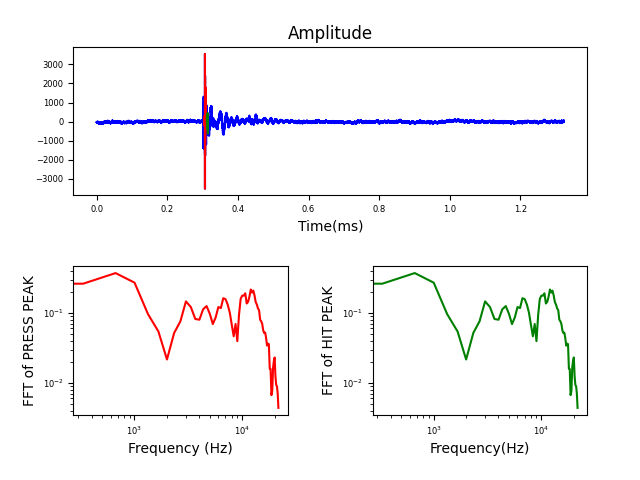 Amplitude
3000
2000
1000
0
−1000
−2000
−3000
0.0 0.2 0.4 0.6 0.8 1.0 1.2
Time(ms)
FFT of PRESS PEAK
10⁻¹
10⁻²
10³ 10⁴
Frequency (Hz)
FFT of HIT PEAK
10⁻¹
10⁻²
10³ 10⁴
Frequency(Hz)